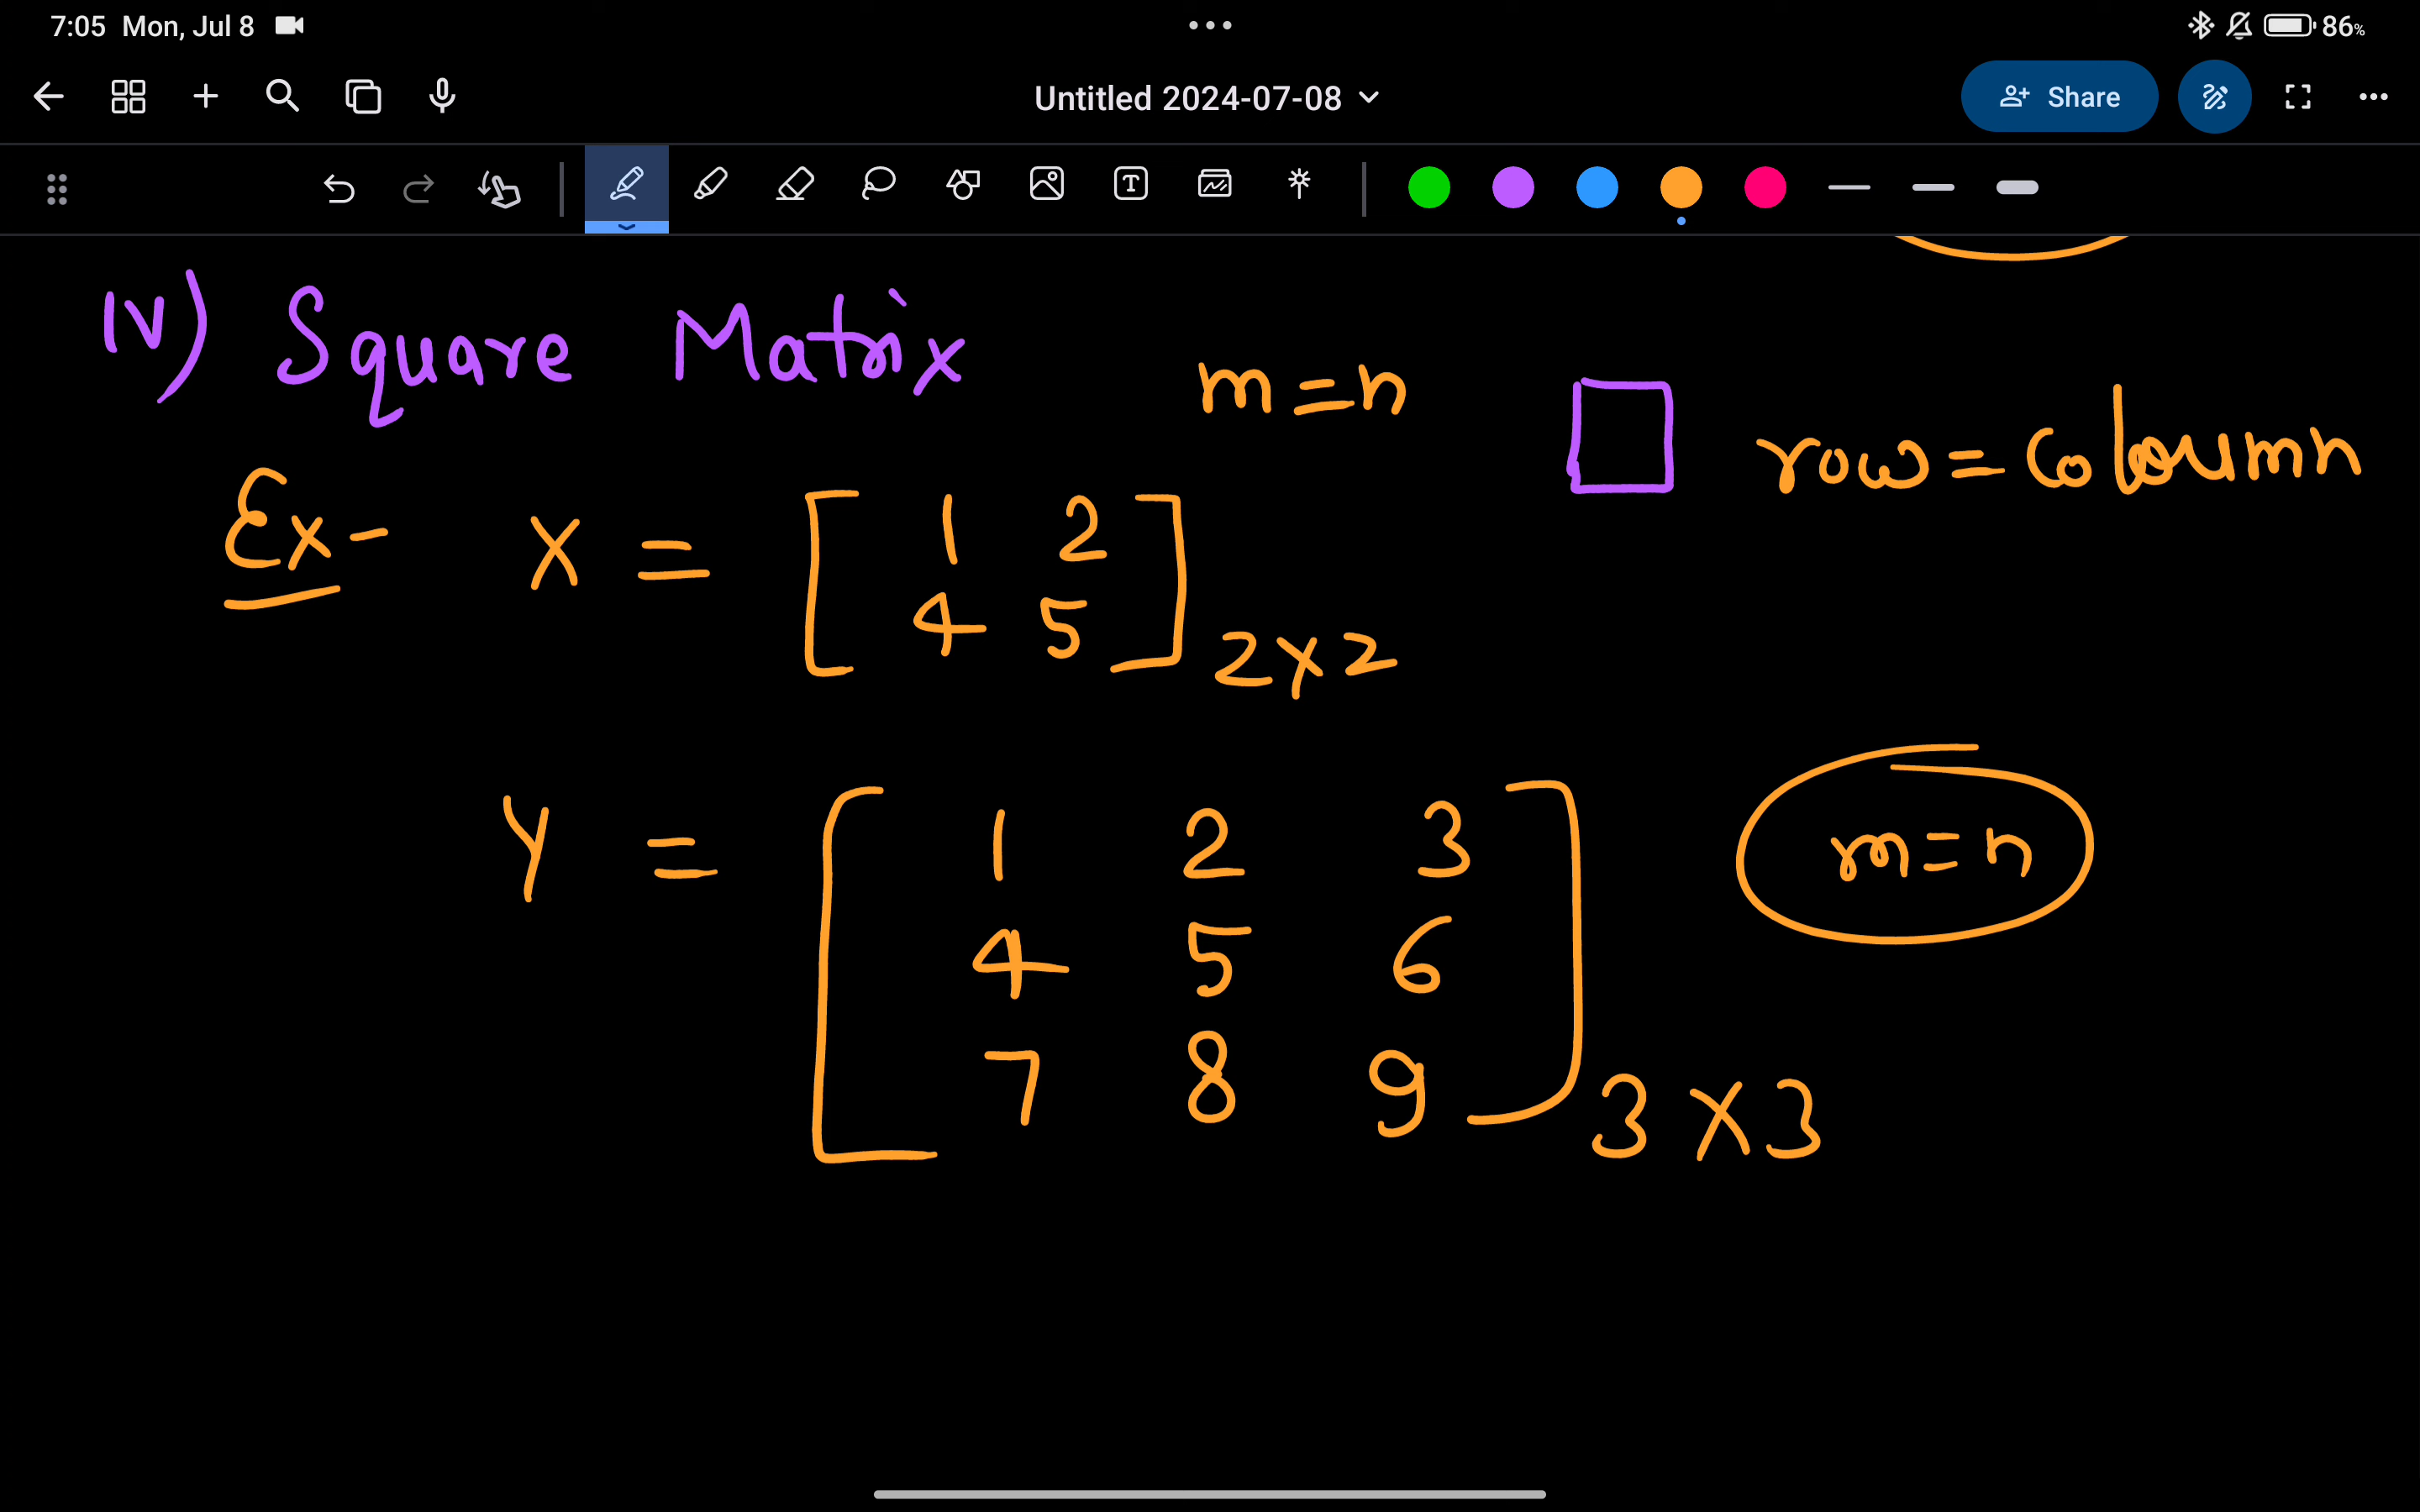 7:05 Mon, Jul 8 86%
Untitled 2024-07-08 Share
IV) Square Matrix
m=n row=coloumn
Ex- X = [ 1 2
4 5 ] 2x2
Y = [ 1 2 3 m=n
4 5 6
7 8 9 ] 3x3